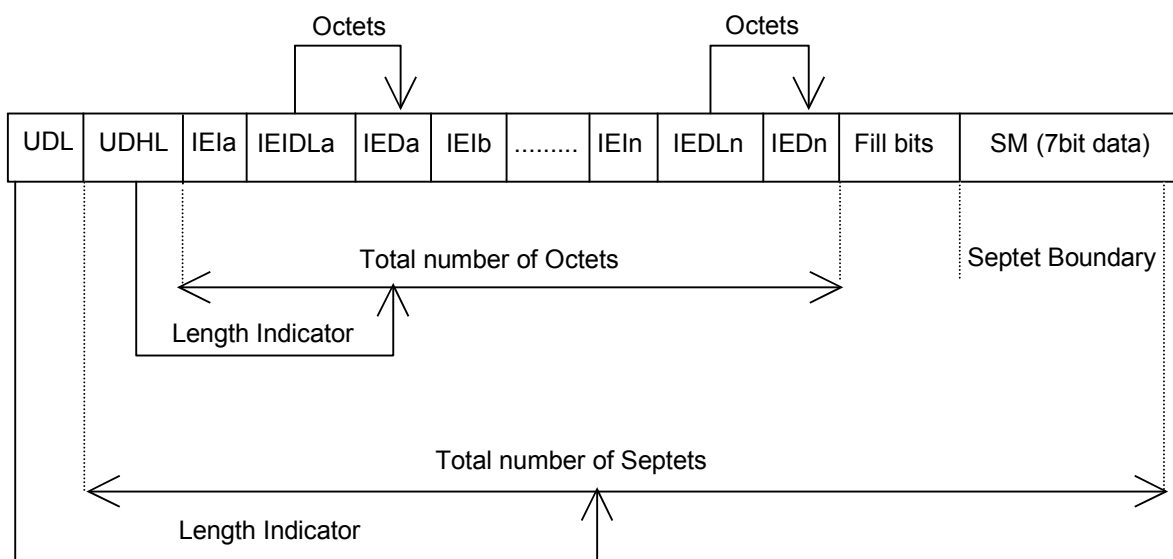 Octets Octets
UDL UDHL IEIa IEIDLa IEDa IEIb ......... IEIn IEDLn IEDn Fill bits SM (7bit data)
Total number of Octets Septet Boundary
Length Indicator
Total number of Septets
Length Indicator